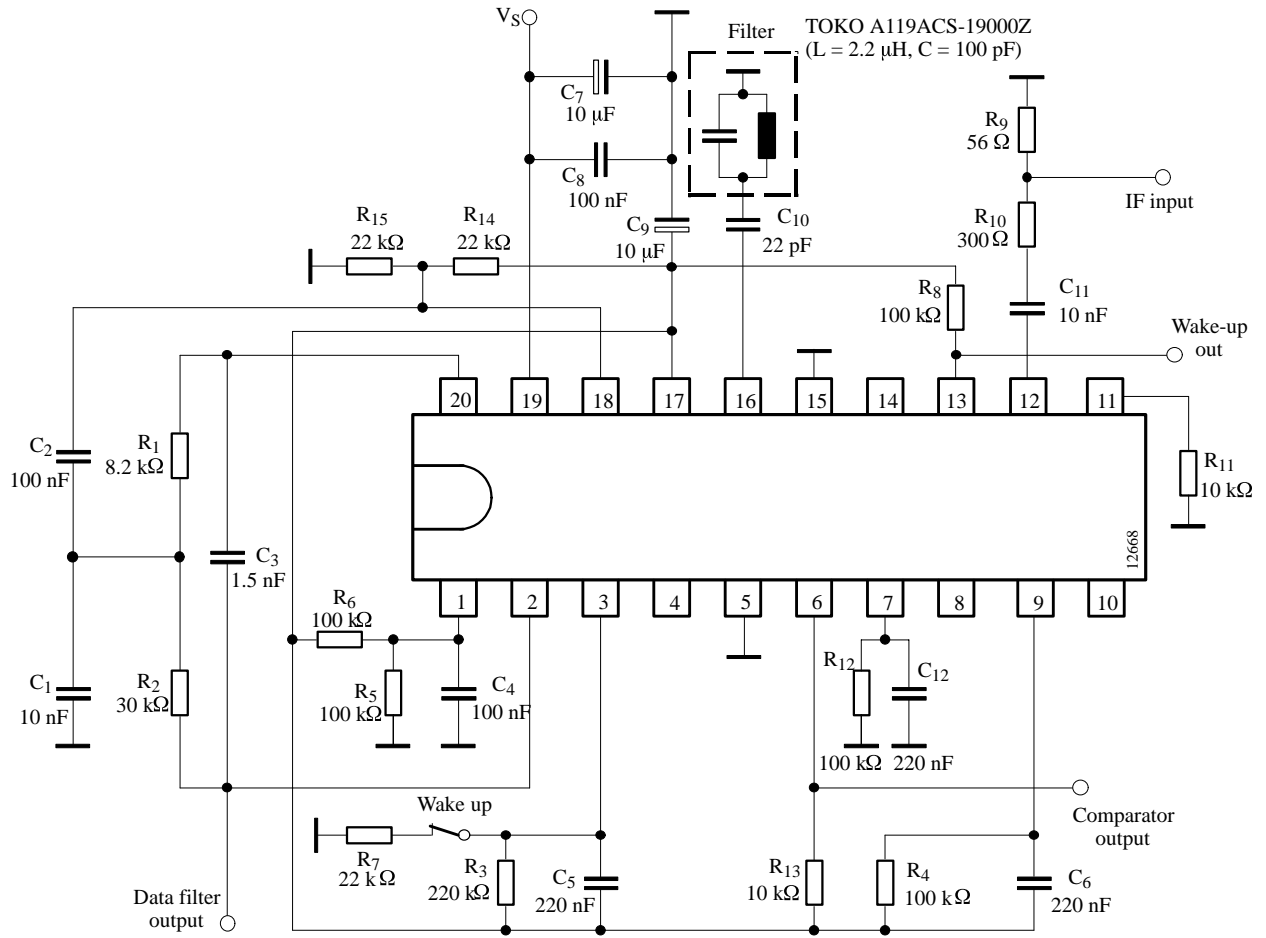 V_S
Filter
TOKO A119ACS-19000Z
(L = 2.2 µH, C = 100 pF)
C7
10 µF
C8
100 nF
C9
10 µF
C10
22 pF
R9
56 Ω
IF input
R10
300 Ω
C11
10 nF
R15
22 kΩ
R14
22 kΩ
R8
100 kΩ
Wake-up
out
20
19
18
17
16
15
14
13
12
11
C2
100 nF
R1
8.2 kΩ
R11
10 kΩ
12668
C3
1.5 nF
1
2
3
4
5
6
7
8
9
10
R6
100 kΩ
C1
10 nF
R2
30 kΩ
R5
100 kΩ
C4
100 nF
R12
100 kΩ
C12
220 nF
Wake up
R7
22 kΩ
R3
220 kΩ
C5
220 nF
R13
10 kΩ
R4
100 kΩ
C6
220 nF
Comparator
output
Data filter
output